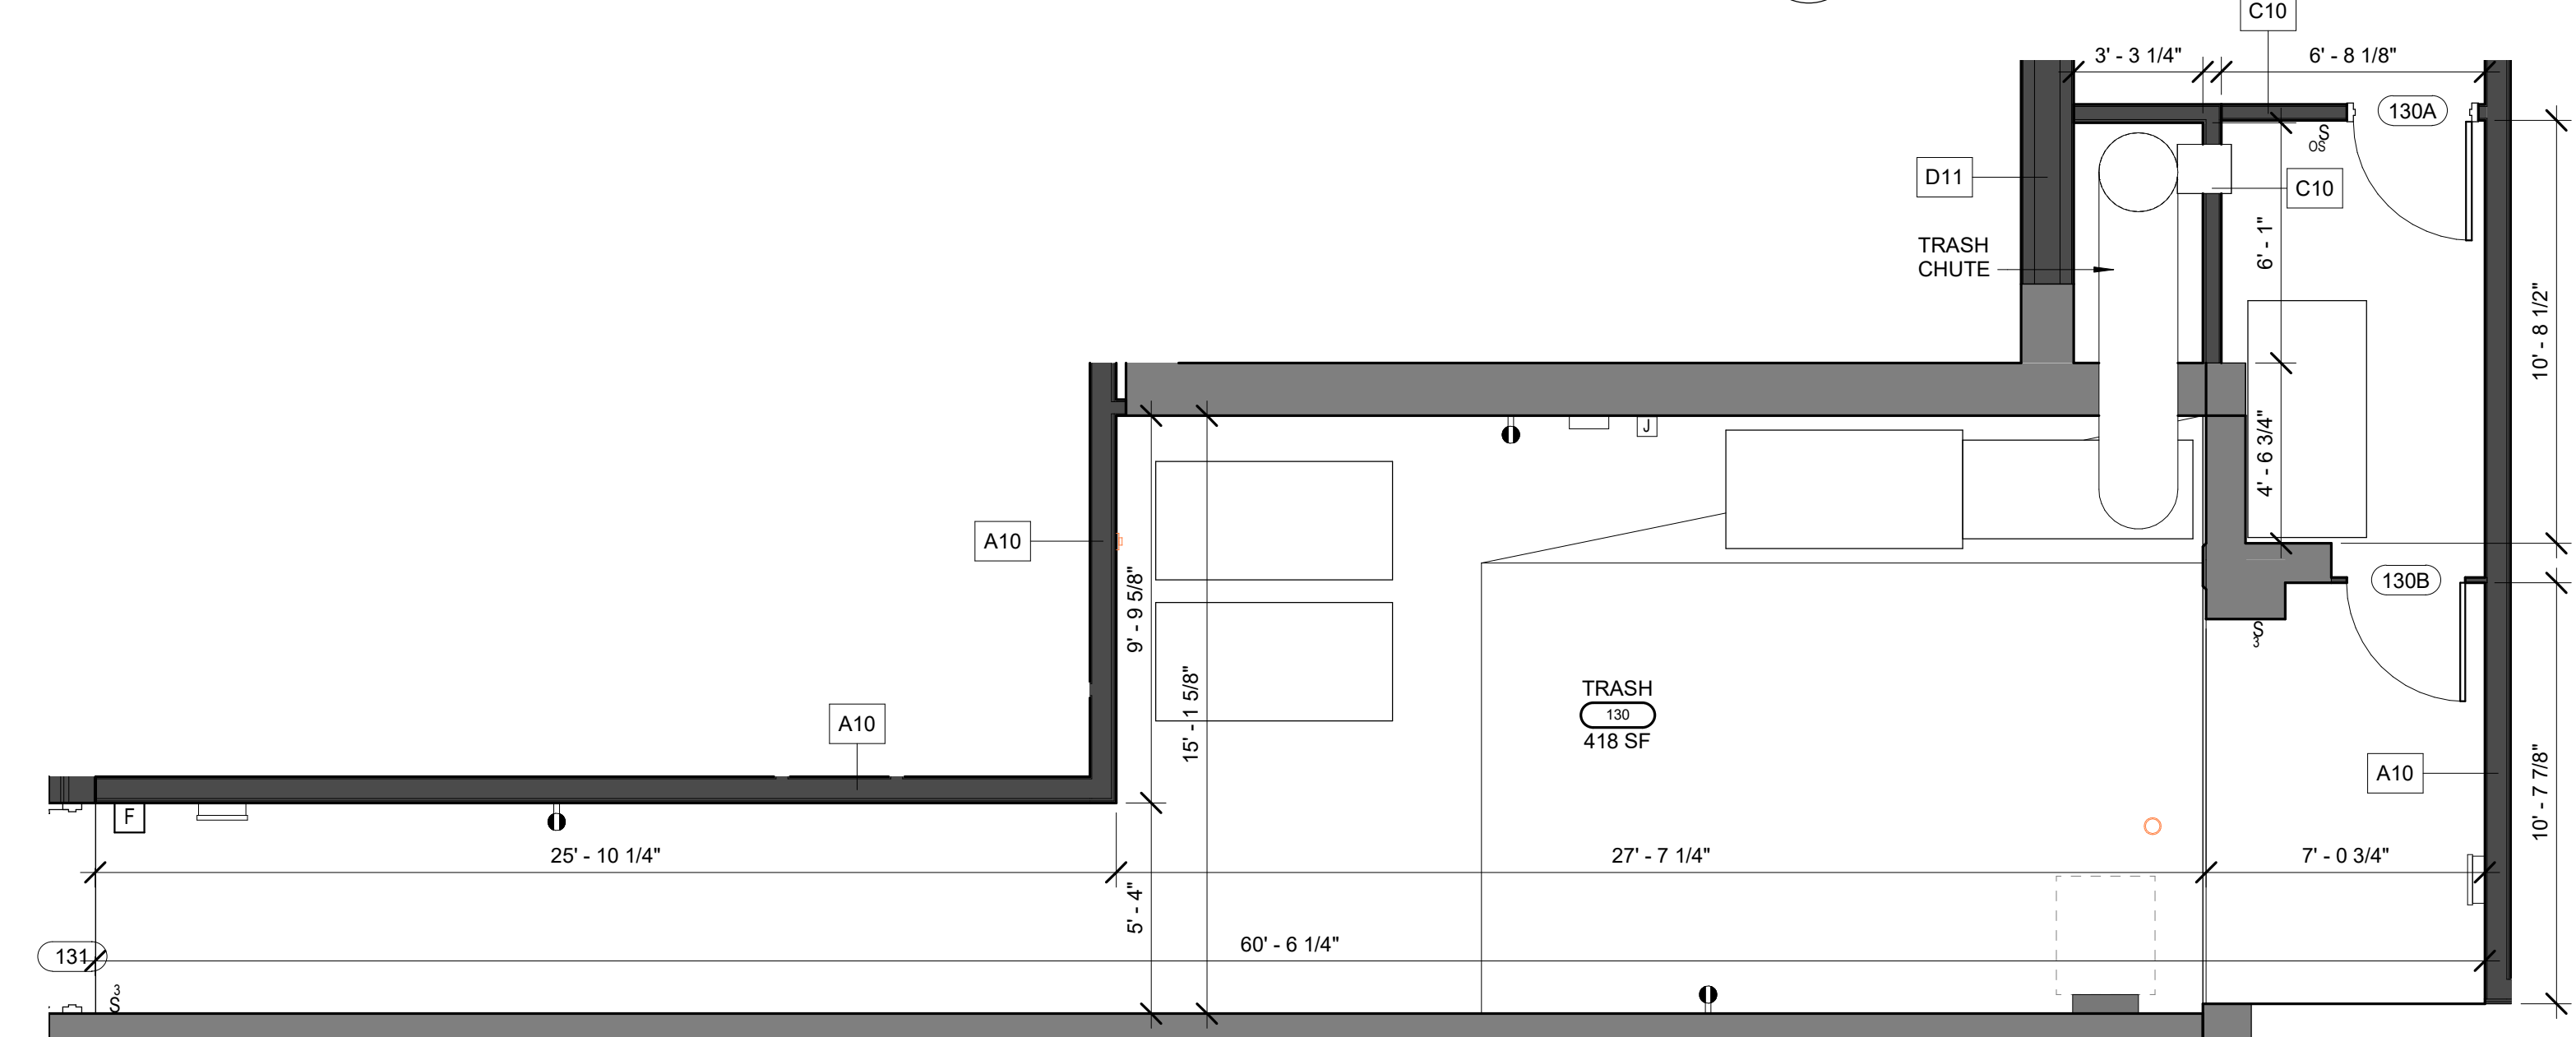 C10
3' - 3 1/4"
6' - 8 1/8"
130A
S
OS
D11
C10
TRASH
CHUTE
6' - 1"
10' - 8 1/2"
J
4' - 6 3/4"
A10
9' - 9 5/8"
130B
S
3
15' - 1 5/8"
TRASH
130
418 SF
A10
A10
F
10' - 7 7/8"
25' - 10 1/4"
27' - 7 1/4"
7' - 0 3/4"
5' - 4"
60' - 6 1/4"
131
3
S